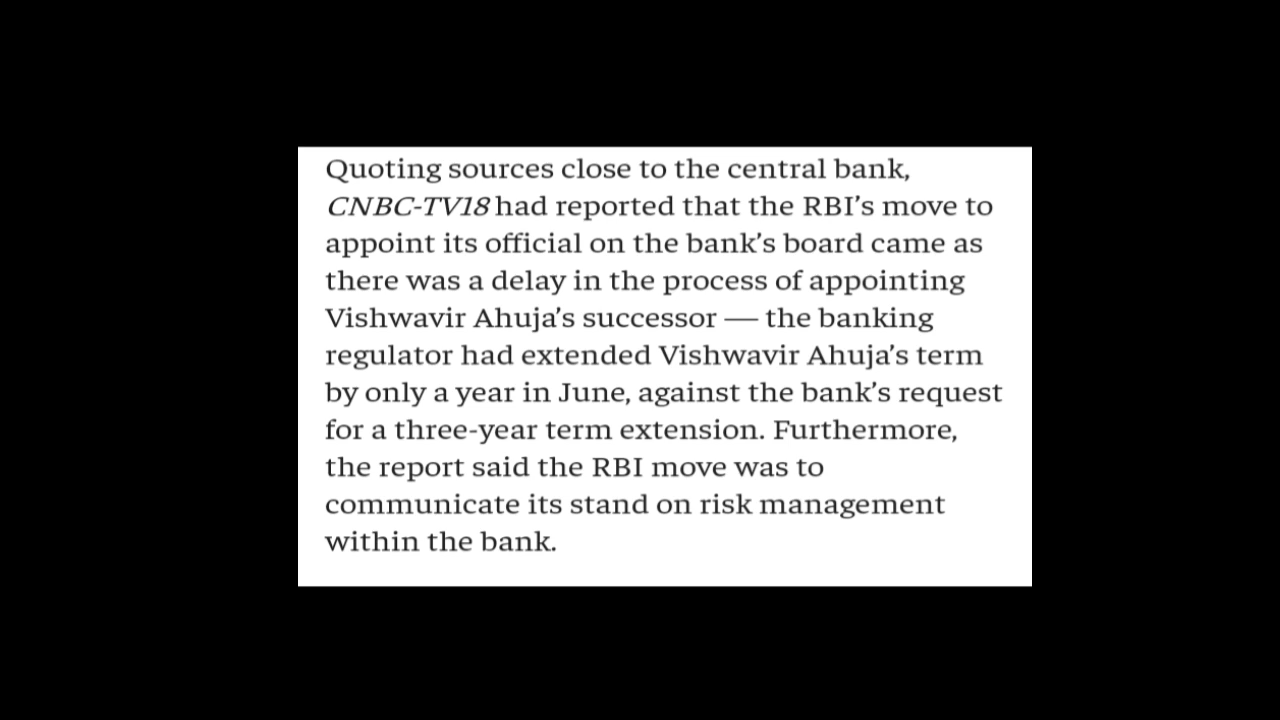 Quoting sources close to the central bank,
CNBC-TV18 had reported that the RBI’s move to
appoint its official on the bank’s board came as
there was a delay in the process of appointing
Vishwavir Ahuja’s successor — the banking
regulator had extended Vishwavir Ahuja’s term
by only a year in June, against the bank’s request
for a three-year term extension. Furthermore,
the report said the RBI move was to
communicate its stand on risk management
within the bank.